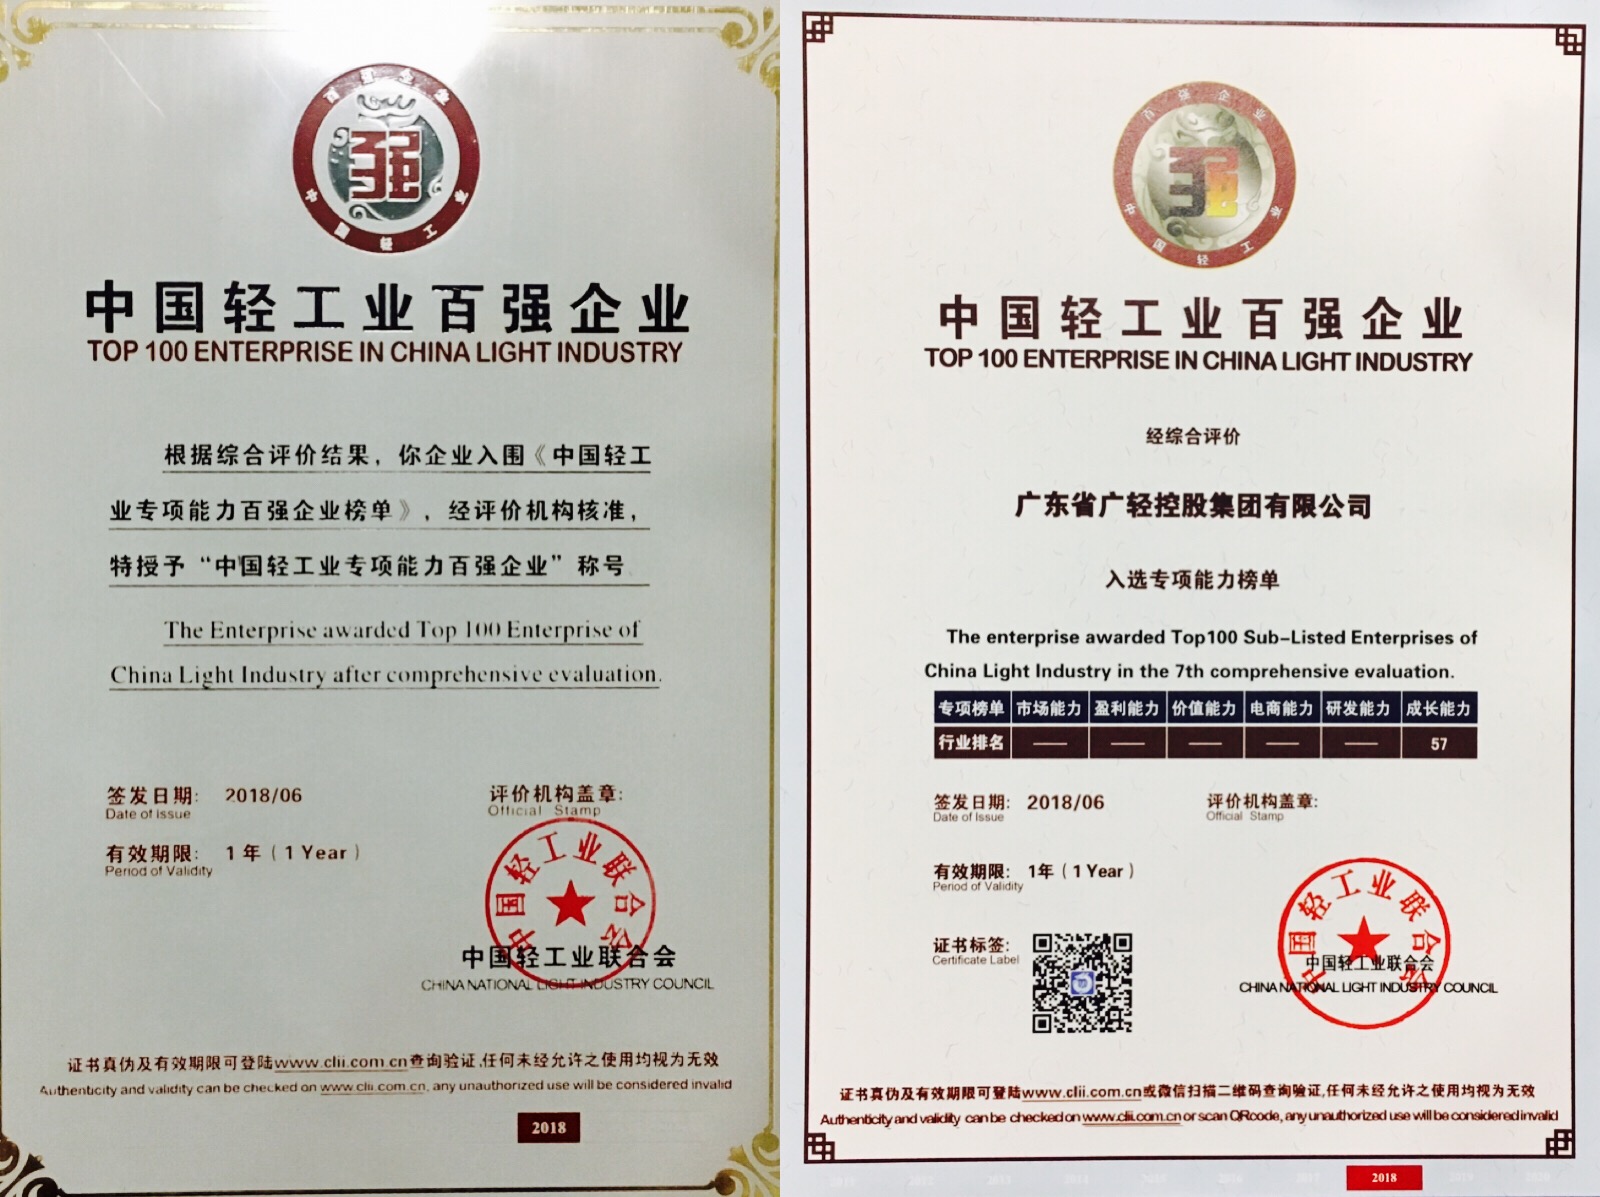 百强企业
中国轻工业
中国轻工业百强企业
TOP 100 ENTERPRISE IN CHINA LIGHT INDUSTRY
根据综合评价结果，你企业入围《中国轻工
业专项能力百强企业榜单》，经评价机构核准，
特授予“中国轻工业专项能力百强企业”称号
The Enterprise awarded Top 100 Enterprise of
China Light Industry after comprehensive evaluation.
签发日期: 2018/06
Date of Issue
评价机构盖章:
Official Stamp
有效期限: 1年（1 Year）
Period of Validity
中国轻工业联合会
中国轻工业联合会
CHINA NATIONAL LIGHT INDUSTRY COUNCIL
证书真伪及有效期限可登陆www.clii.com.cn查询验证,任何未经允许之使用均视为无效
Authenticity and validity can be checked on www.clii.com.cn, any unauthorized use will be considered invalid
2018
百强企业
中国轻工业
中国轻工业百强企业
TOP 100 ENTERPRISE IN CHINA LIGHT INDUSTRY
经综合评价
广东省广轻控股集团有限公司
入选专项能力榜单
The enterprise awarded Top100 Sub-Listed Enterprises of
China Light Industry in the 7th comprehensive evaluation.
专项榜单 市场能力 盈利能力 价值能力 电商能力 研发能力 成长能力
行业排名 —— —— —— —— —— 57
签发日期: 2018/06
Date of Issue
评价机构盖章:
Official Stamp
有效期限: 1年（1 Year）
Period of Validity
证书标签:
Certificate Label
中国轻工业联合会
中国轻工业联合会
CHINA NATIONAL LIGHT INDUSTRY COUNCIL
证书真伪及有效期限可登陆www.clii.com.cn或微信扫描二维码查询验证,任何未经允许之使用均视为无效
Authenticity and validity can be checked on www.clii.com.cn or scan QRcode, any unauthorized use will be considered invalid
2018